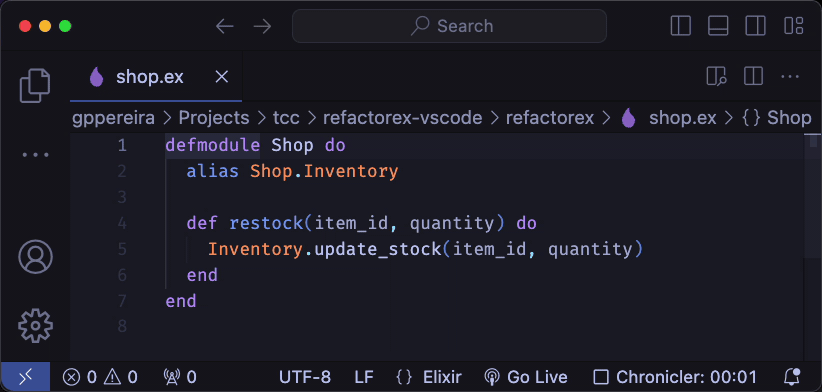 Search
shop.ex
gppereira > Projects > tcc > refactorex-vscode > refactorex > shop.ex > {} Shop
1 defmodule Shop do
2   alias Shop.Inventory
3
4   def restock(item_id, quantity) do
5     Inventory.update_stock(item_id, quantity)
6   end
7 end
8
0 0 0 UTF-8 LF {} Elixir Go Live Chronicler: 00:01